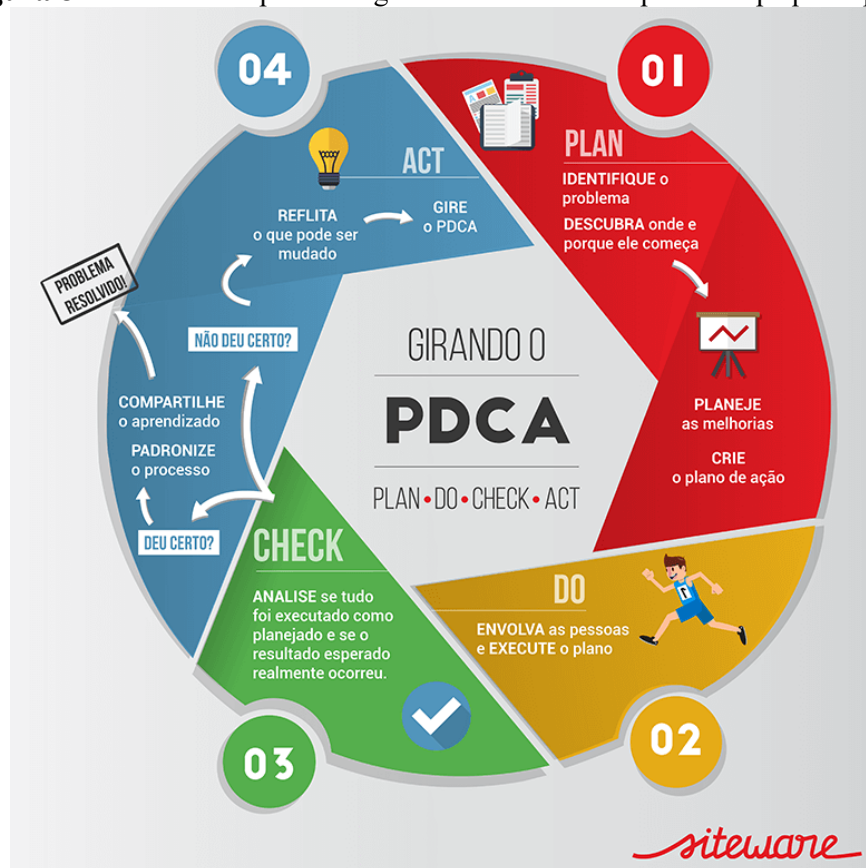 01
PLAN
IDENTIFIQUE o
problema
DESCUBRA onde e
porque ele começa
PLANEJE
as melhorias
CRIE
o plano de ação
02
DO
ENVOLVA as pessoas
e EXECUTE o plano
03
CHECK
ANALISE se tudo
foi executado como
planejado e se o
resultado esperado
realmente ocorreu.
04
ACT
DEU CERTO?
PADRONIZE
o processo
COMPARTILHE
o aprendizado
PROBLEMA
RESOLVIDO!
NÃO DEU CERTO?
REFLITA
o que pode ser
mudado
GIRE
o PDCA
GIRANDO O
PDCA
PLAN•DO•CHECK•ACT
siteware